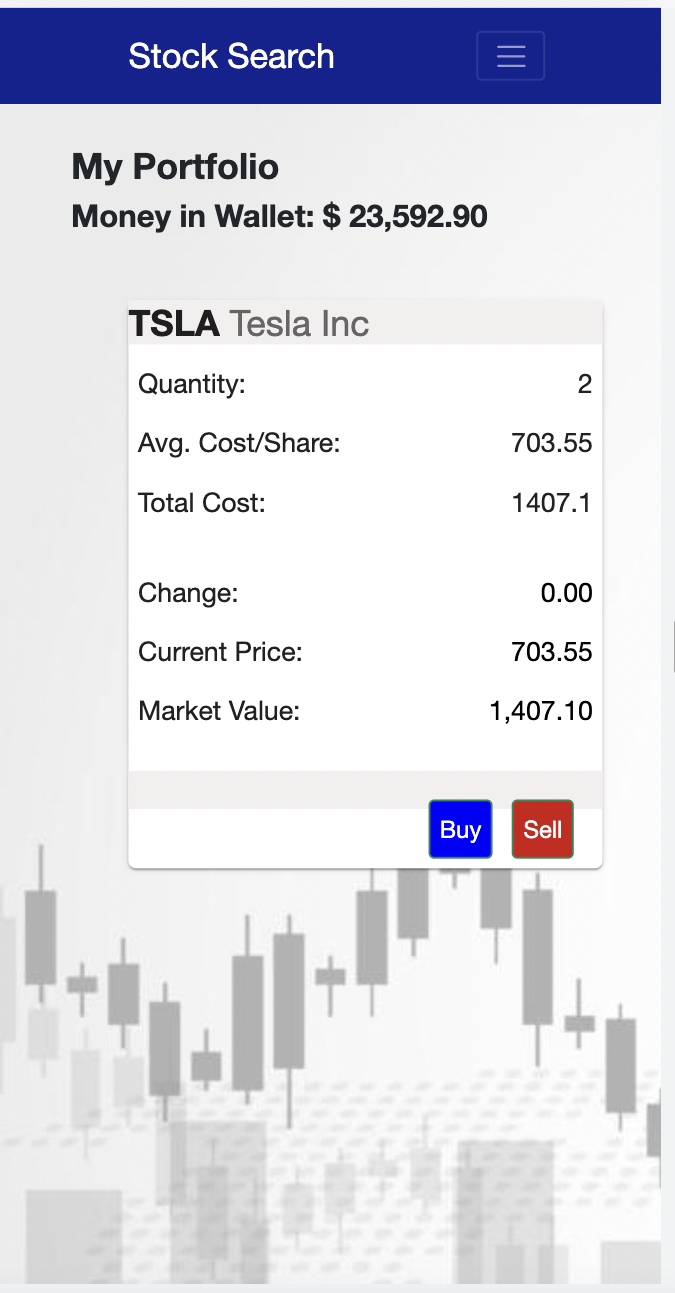 Stock Search
My Portfolio
Money in Wallet: $ 23,592.90
TSLA Tesla Inc
Quantity: 2
Avg. Cost/Share: 703.55
Total Cost: 1407.1
Change: 0.00
Current Price: 703.55
Market Value: 1,407.10
Buy Sell